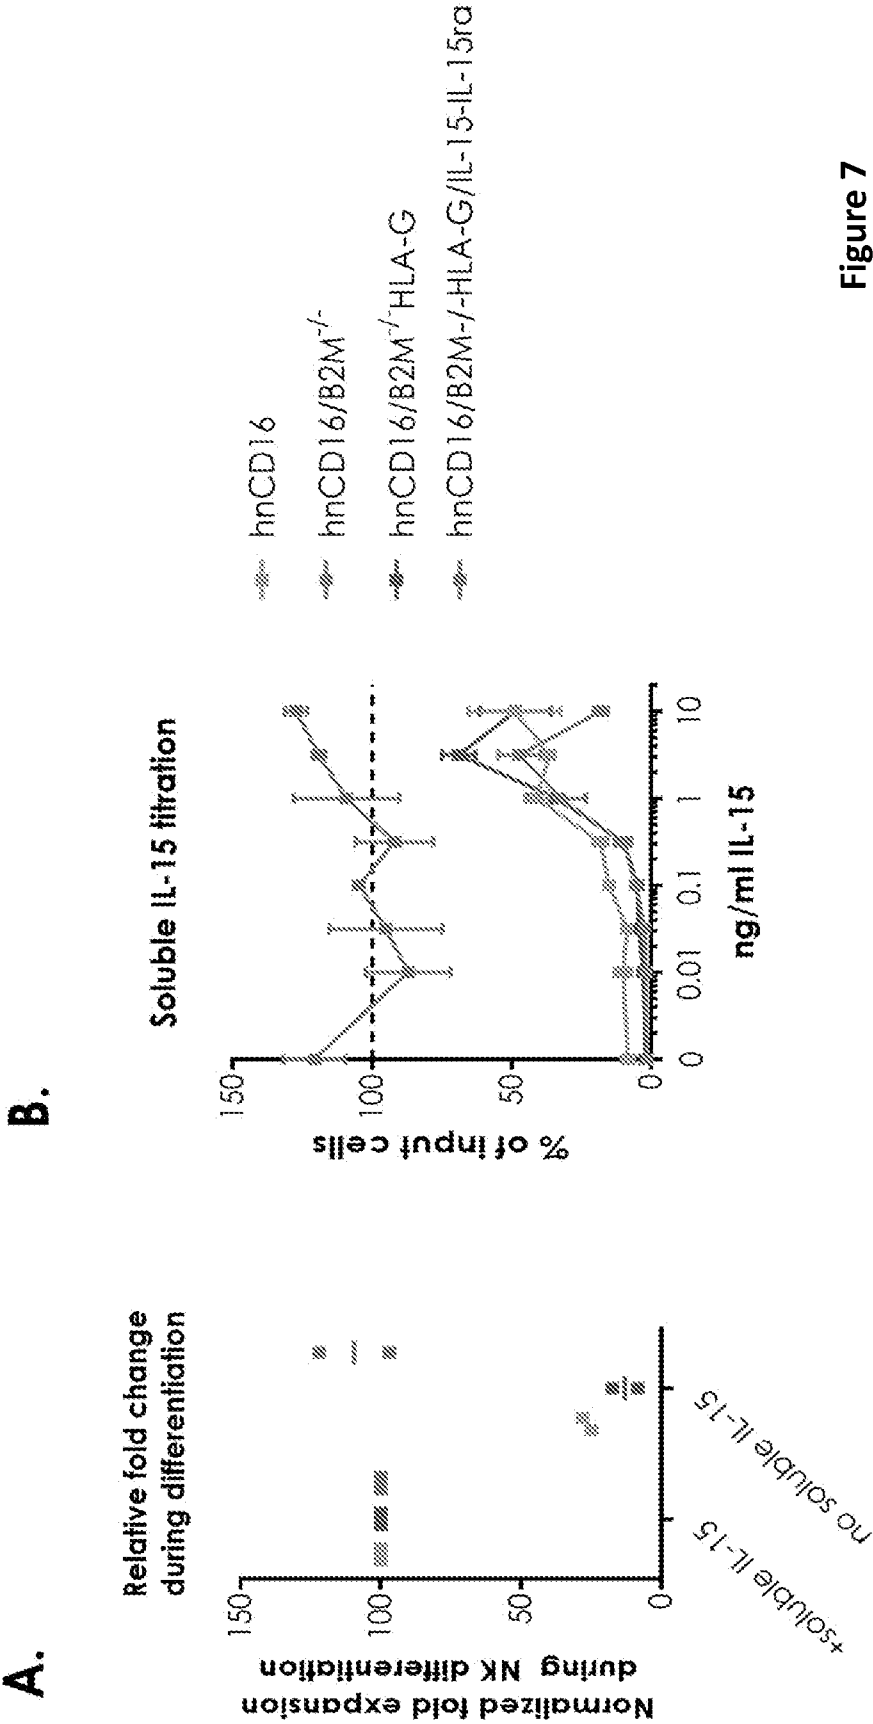 A.
Relative fold change
during differentiation
Normalized fold expansion
during NK differentiation
150
100
50
0
+soluble IL-15
no soluble IL-15
B.
Soluble IL-15 titration
% of input cells
150
100
50
0
0
0.01
0.1
1
10
ng/ml IL-15
hnCD16
hnCD16/B2M-/-
hnCD16/B2M-/-HLA-G
hnCD16/B2M-/-HLA-G/IL-15-IL-15ra
Figure 7